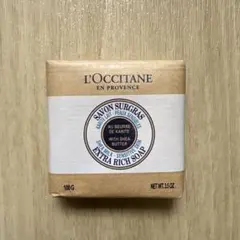 L'OCCITANE
EN PROVENCE
SAVON SURGRAS
AU BEURRE
DE KARITÉ
WITH SHEA
BUTTER
EXTRA RICH SOAP
100 G
NET WT. 3.5 OZ.